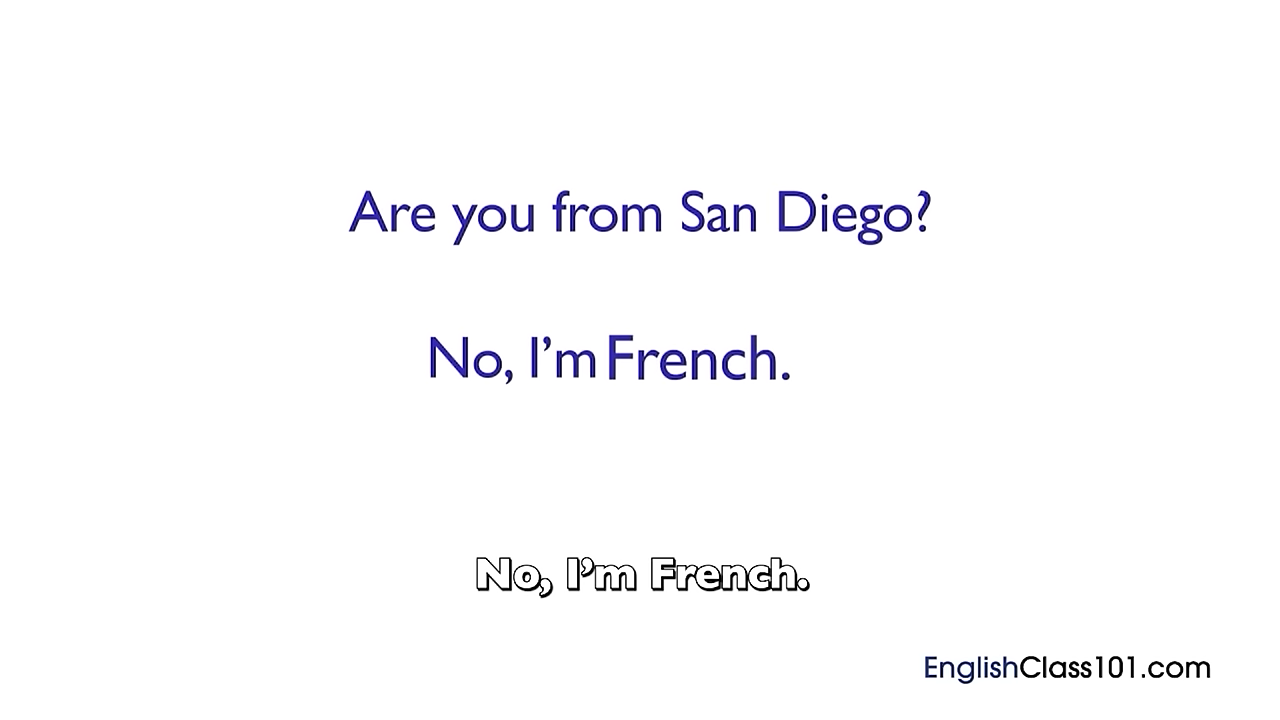 Are you from San Diego?
No, I'm French.
No, I'm French.
EnglishClass101.com